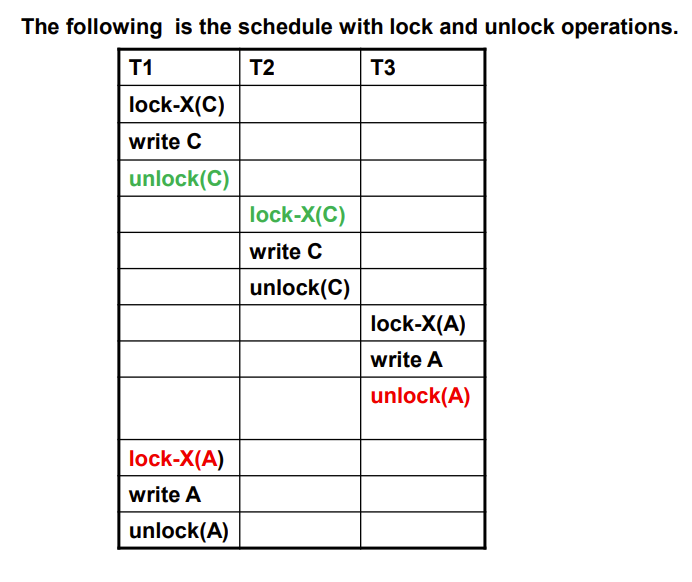 The following is the schedule with lock and unlock operations.
T1 T2 T3
lock-X(C)
write C
unlock(C)
lock-X(C)
write C
unlock(C)
lock-X(A)
write A
unlock(A)
lock-X(A)
write A
unlock(A)